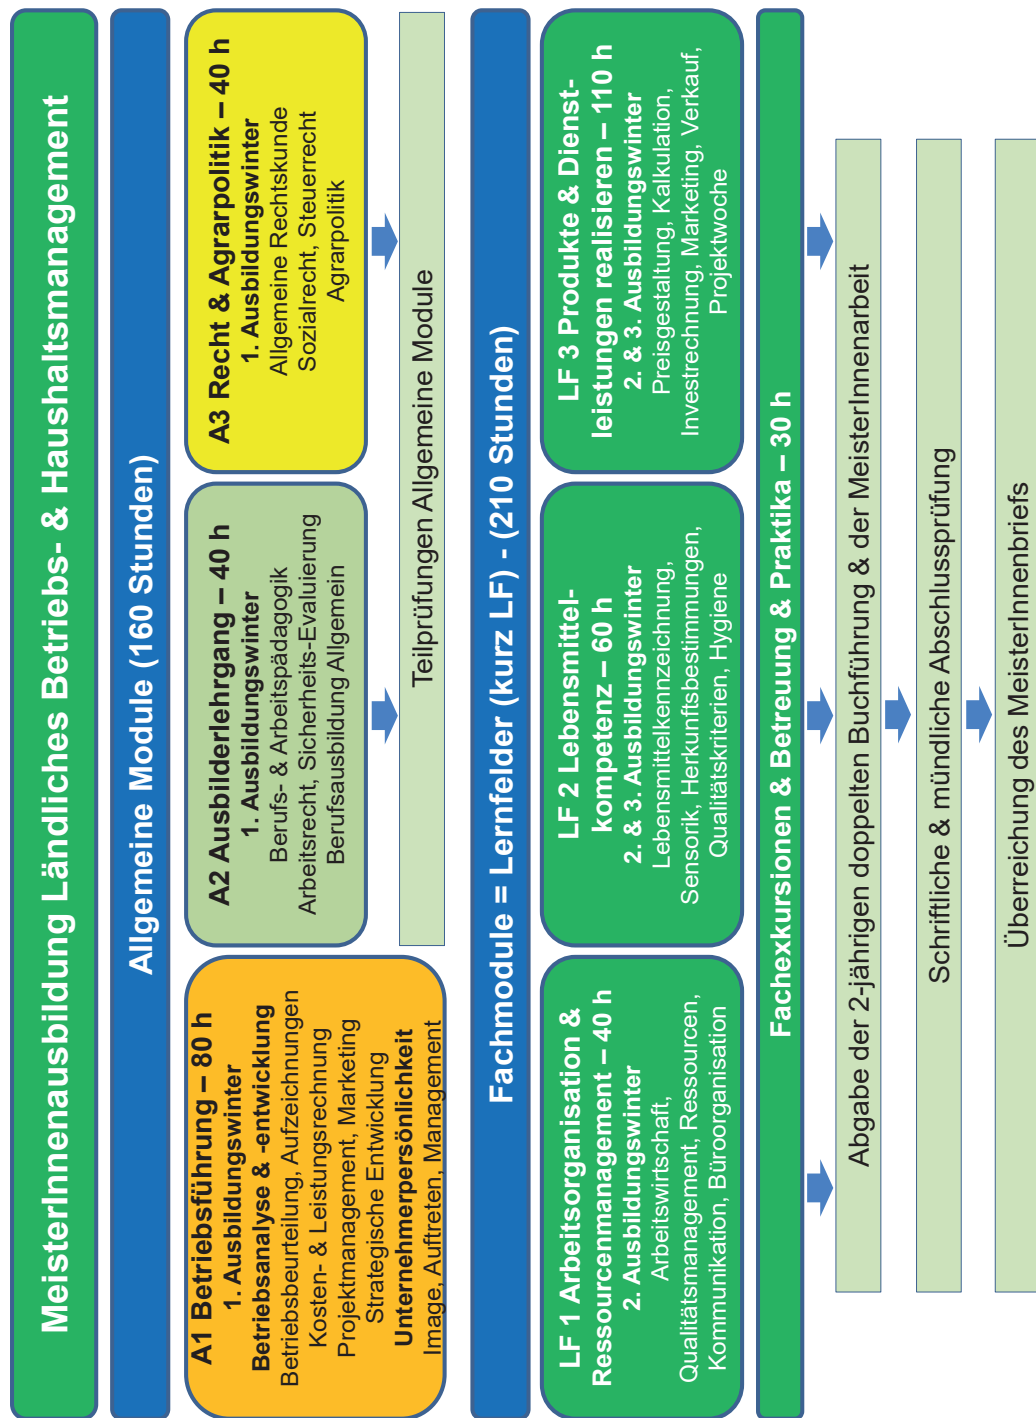 MeisterInnenausbildung Ländliches Betriebs- & Haushaltsmanagement
Allgemeine Module (160 Stunden)
A1 Betriebsführung – 80 h
1. Ausbildungswinter
Betriebsanalyse & -entwicklung
Betriebsbeurteilung, Aufzeichnungen
Kosten- & Leistungsrechnung
Projektmanagement, Marketing
Strategische Entwicklung
Unternehmerpersönlichkeit
Image, Auftreten, Management
A2 Ausbilderlehrgang – 40 h
1. Ausbildungswinter
Berufs- & Arbeitspädagogik
Arbeitsrecht, Sicherheits-Evaluierung
Berufsausbildung Allgemein
A3 Recht & Agrarpolitik – 40 h
1. Ausbildungswinter
Allgemeine Rechtskunde
Sozialrecht, Steuerrecht
Agrarpolitik
Teilprüfungen Allgemeine Module
Fachmodule = Lernfelder (kurz LF) - (210 Stunden)
LF 1 Arbeitsorganisation &
Ressourcenmanagement – 40 h
2. Ausbildungswinter
Arbeitswirtschaft,
Qualitätsmanagement, Ressourcen,
Kommunikation, Büroorganisation
LF 2 Lebensmittel-
kompetenz – 60 h
2. & 3. Ausbildungswinter
Lebensmittelkennzeichnung,
Sensorik, Herkunftsbestimmungen,
Qualitätskriterien, Hygiene
LF 3 Produkte & Dienst-
leistungen realisieren – 110 h
2. & 3. Ausbildungswinter
Preisgestaltung, Kalkulation,
Investrechnung, Marketing, Verkauf,
Projektwoche
Fachexkursionen & Betreuung & Praktika – 30 h
Abgabe der 2-jährigen doppelten Buchführung & der MeisterInnenarbeit
Schriftliche & mündliche Abschlussprüfung
Überreichung des MeisterInnenbriefs